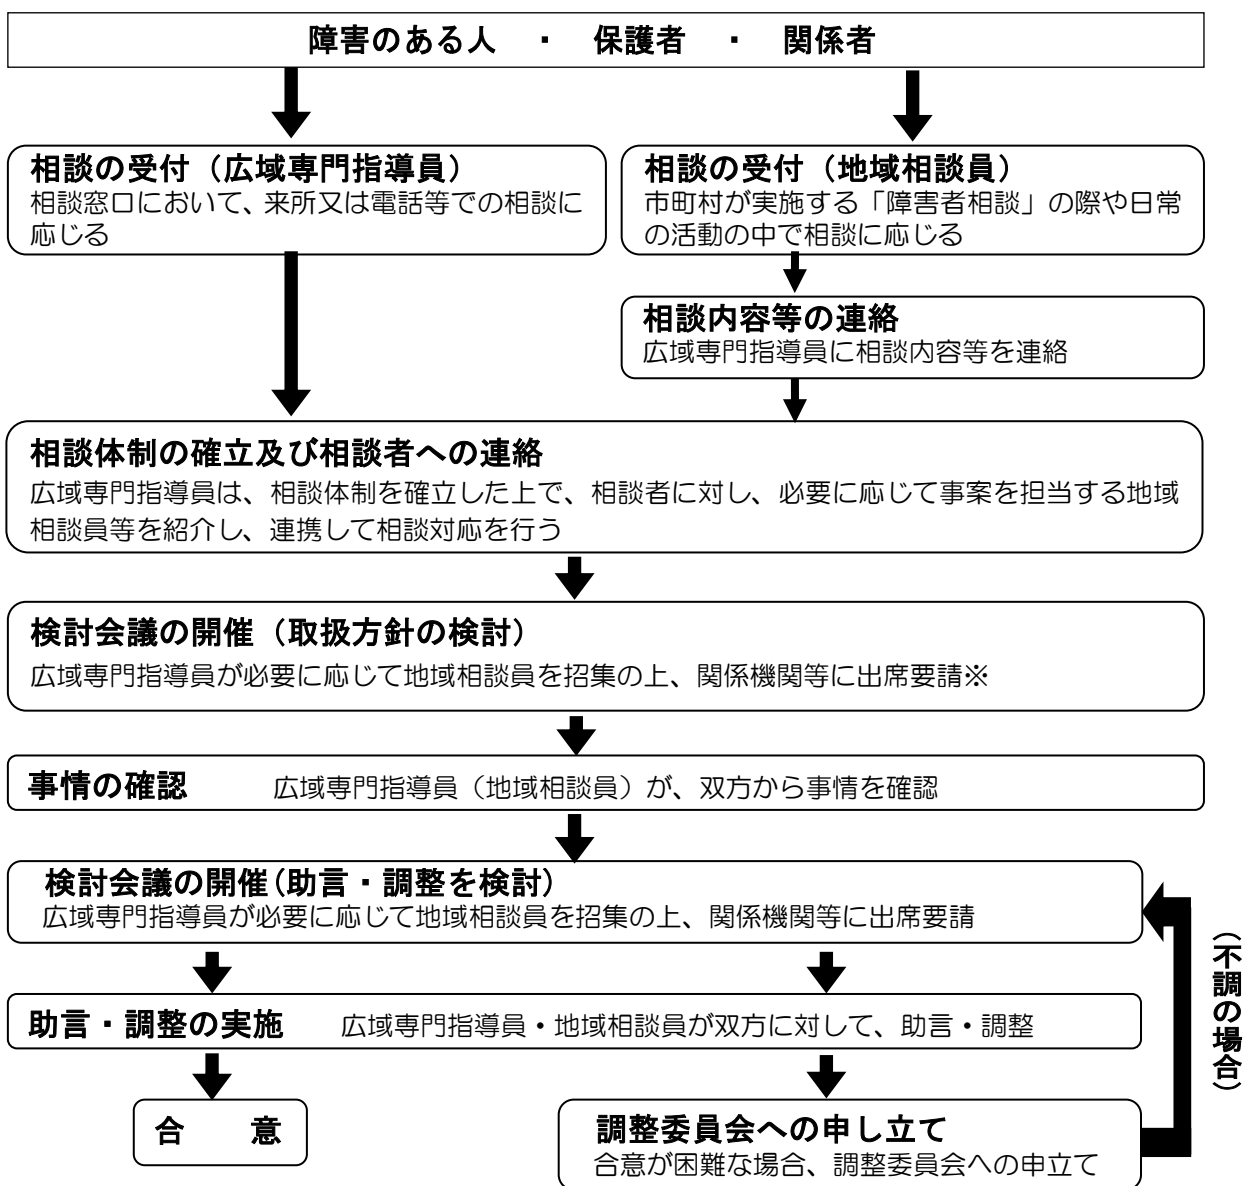 障害のある人 ・ 保護者 ・ 関係者
相談の受付（広域専門指導員）
相談窓口において、来所又は電話等での相談に
応じる
相談の受付（地域相談員）
市町村が実施する「障害者相談」の際や日常
の活動の中で相談に応じる
相談内容等の連絡
広域専門指導員に相談内容等を連絡
相談体制の確立及び相談者への連絡
広域専門指導員は、相談体制を確立した上で、相談者に対し、必要に応じて事案を担当する地域
相談員等を紹介し、連携して相談対応を行う
検討会議の開催（取扱方針の検討）
広域専門指導員が必要に応じて地域相談員を招集の上、関係機関等に出席要請※
事情の確認 広域専門指導員（地域相談員）が、双方から事情を確認
検討会議の開催(助言・調整を検討)
広域専門指導員が必要に応じて地域相談員を招集の上、関係機関等に出席要請
（不調の場合）
助言・調整の実施 広域専門指導員・地域相談員が双方に対して、助言・調整
合 意
調整委員会への申し立て
合意が困難な場合、調整委員会への申立て